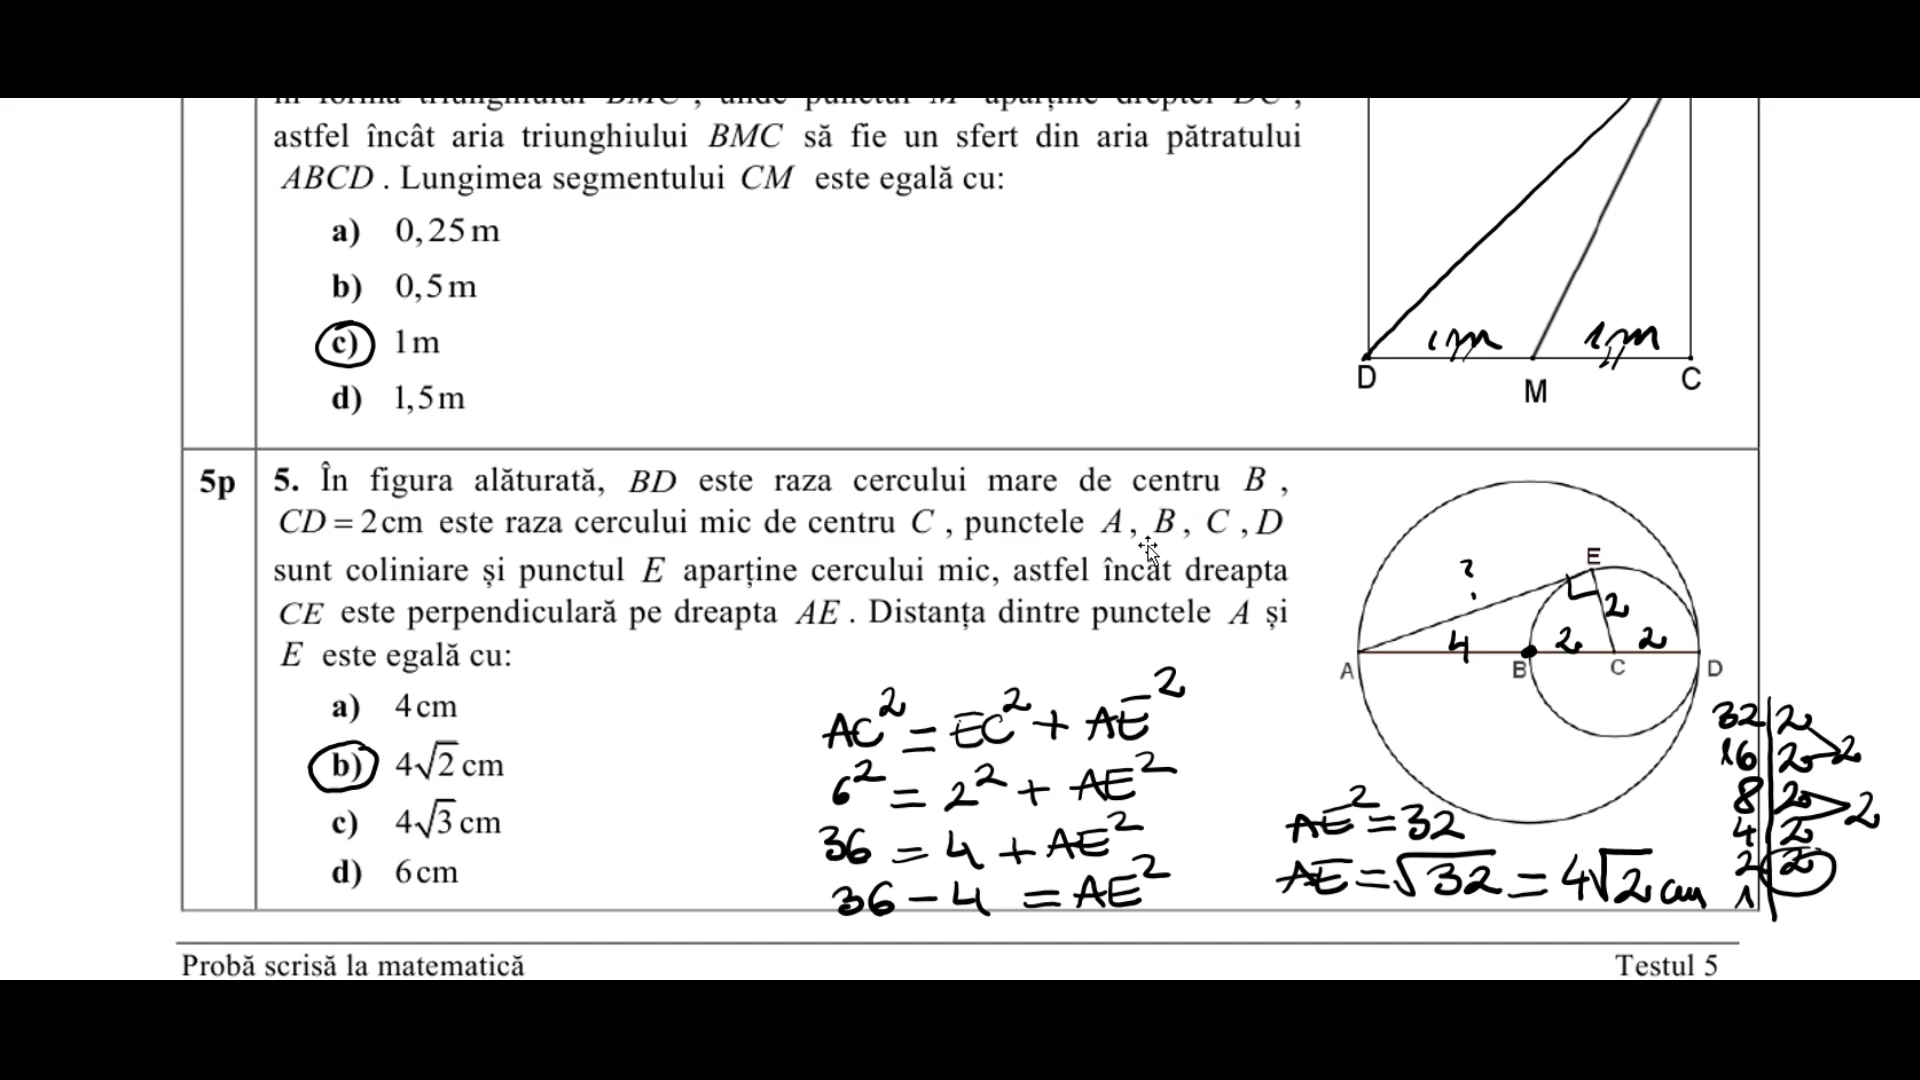 astfel încât aria triunghiului BMC să fie un sfert din aria pătratului
ABCD. Lungimea segmentului CM este egală cu:
a) 0,25 m
b) 0,5 m
c) 1 m
d) 1,5 m
1m 1m
D M C
5p 5. În figura alăturată, BD este raza cercului mare de centru B,
CD = 2 cm este raza cercului mic de centru C, punctele A, B, C, D
sunt coliniare și punctul E aparține cercului mic, astfel încât dreapta
CE este perpendiculară pe dreapta AE. Distanța dintre punctele A și
E este egală cu:
a) 4 cm
b) 4√2 cm
c) 4√3 cm
d) 6 cm
E
?
2
4 2 2
A B C D
AC² = EC² + AE²
6² = 2² + AE²
36 = 4 + AE²
36 - 4 = AE²
AE² = 32
AE = √32 = 4√2 cm
32 | 2
16 | 2 2
8 | 2
4 | 2 2
2 | 2
1
Probă scrisă la matematică Testul 5